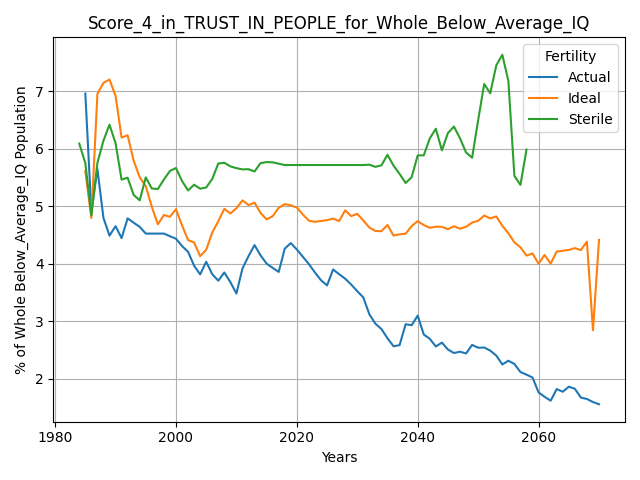 Score_4_in_TRUST_IN_PEOPLE_for_Whole_Below_Average_IQ
% of Whole Below_Average_IQ Population
7
6
5
4
3
2
Fertility
Actual
Ideal
Sterile
1980
2000
2020
2040
2060
Years